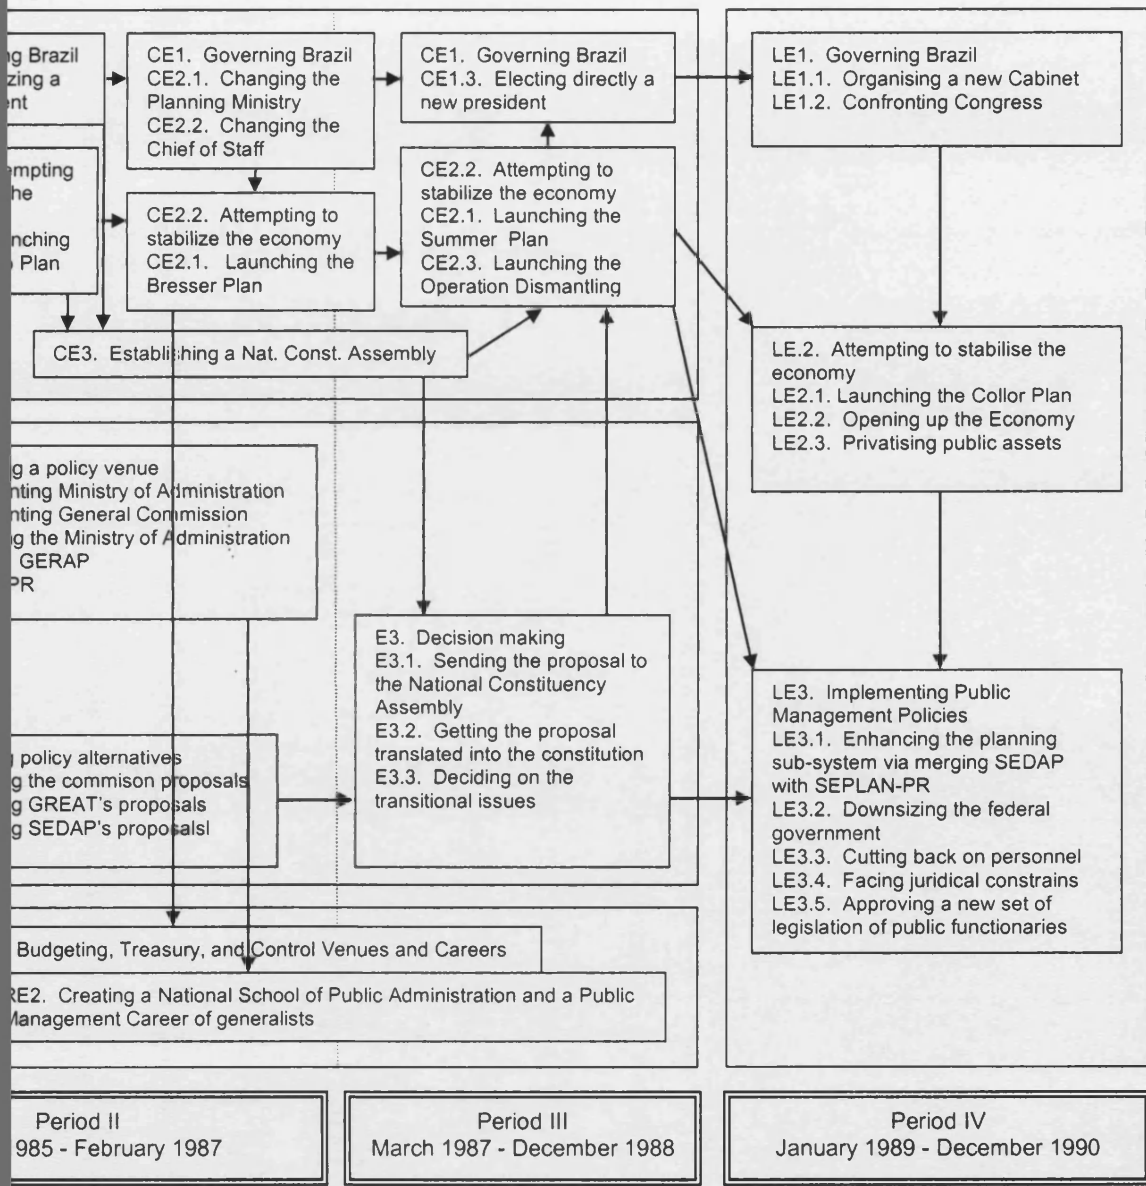 ng Brazil
zing a
ent
CE1. Governing Brazil
CE2.1. Changing the
Planning Ministry
CE2.2. Changing the
Chief of Staff
CE1. Governing Brazil
CE1.3. Electing directly a
new president
LE1. Governing Brazil
LE1.1. Organising a new Cabinet
LE1.2. Confronting Congress
empting
the
nching
Plan
CE2.2. Attempting to
stabilize the economy
CE2.1. Launching the
Bresser Plan
CE2.2. Attempting to
stabilize the economy
CE2.1. Launching the
Summer Plan
CE2.3. Launching the
Operation Dismantling
CE3. Establishing a Nat. Const. Assembly
LE.2. Attempting to stabilise the
economy
LE2.1. Launching the Collor Plan
LE2.2. Opening up the Economy
LE2.3. Privatising public assets
g a policy venue
nting Ministry of Administration
nting General Commission
g the Ministry of Administration
GERAP
PR
E3. Decision making
E3.1. Sending the proposal to
the National Constituency
Assembly
E3.2. Getting the proposal
translated into the constitution
E3.3. Deciding on the
transitional issues
LE3. Implementing Public
Management Policies
LE3.1. Enhancing the planning
sub-system via merging SEDAP
with SEPLAN-PR
LE3.2. Downsizing the federal
government
LE3.3. Cutting back on personnel
LE3.4. Facing juridical constrains
LE3.5. Approving a new set of
legislation of public functionaries
policy alternatives
g the commison proposals
g GREAT's proposals
g SEDAP's proposalsl
Budgeting, Treasury, and Control Venues and Careers
RE2. Creating a National School of Public Administration and a Public
Management Career of generalists
Period II
985 - February 1987
Period III
March 1987 - December 1988
Period IV
January 1989 - December 1990